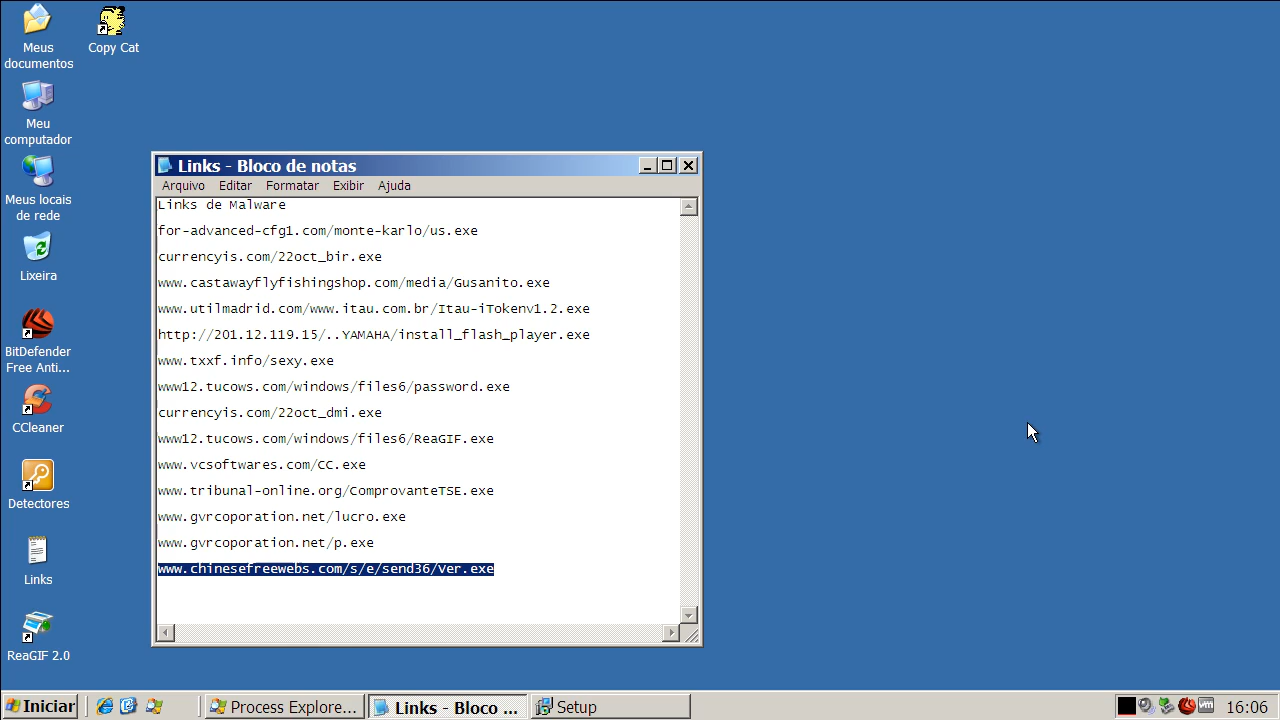 Meus documentos
Copy Cat
Meu computador
Meus locais de rede
Lixeira
BitDefender Free Anti...
CCleaner
Detectores
Links
ReaGIF 2.0
Links - Bloco de notas
Arquivo Editar Formatar Exibir Ajuda
Links de Malware
for-advanced-cfg1.com/monte-karlo/us.exe
currencyis.com/22oct_bir.exe
www.castawayflyfishingshop.com/media/Gusanito.exe
www.utilmadrid.com/www.itau.com.br/Itau-iTokenv1.2.exe
http://201.12.119.15/..YAMAHA/install_flash_player.exe
www.txxf.info/sexy.exe
www12.tucows.com/windows/files6/password.exe
currencyis.com/22oct_dmi.exe
www12.tucows.com/windows/files6/ReaGIF.exe
www.vcsoftwares.com/CC.exe
www.tribunal-online.org/ComprovanteTSE.exe
www.gvrcoporation.net/lucro.exe
www.gvrcoporation.net/p.exe
www.chinesefreewebs.com/s/e/send36/Ver.exe
Iniciar
Process Explore...
Links - Bloco ...
Setup
16:06